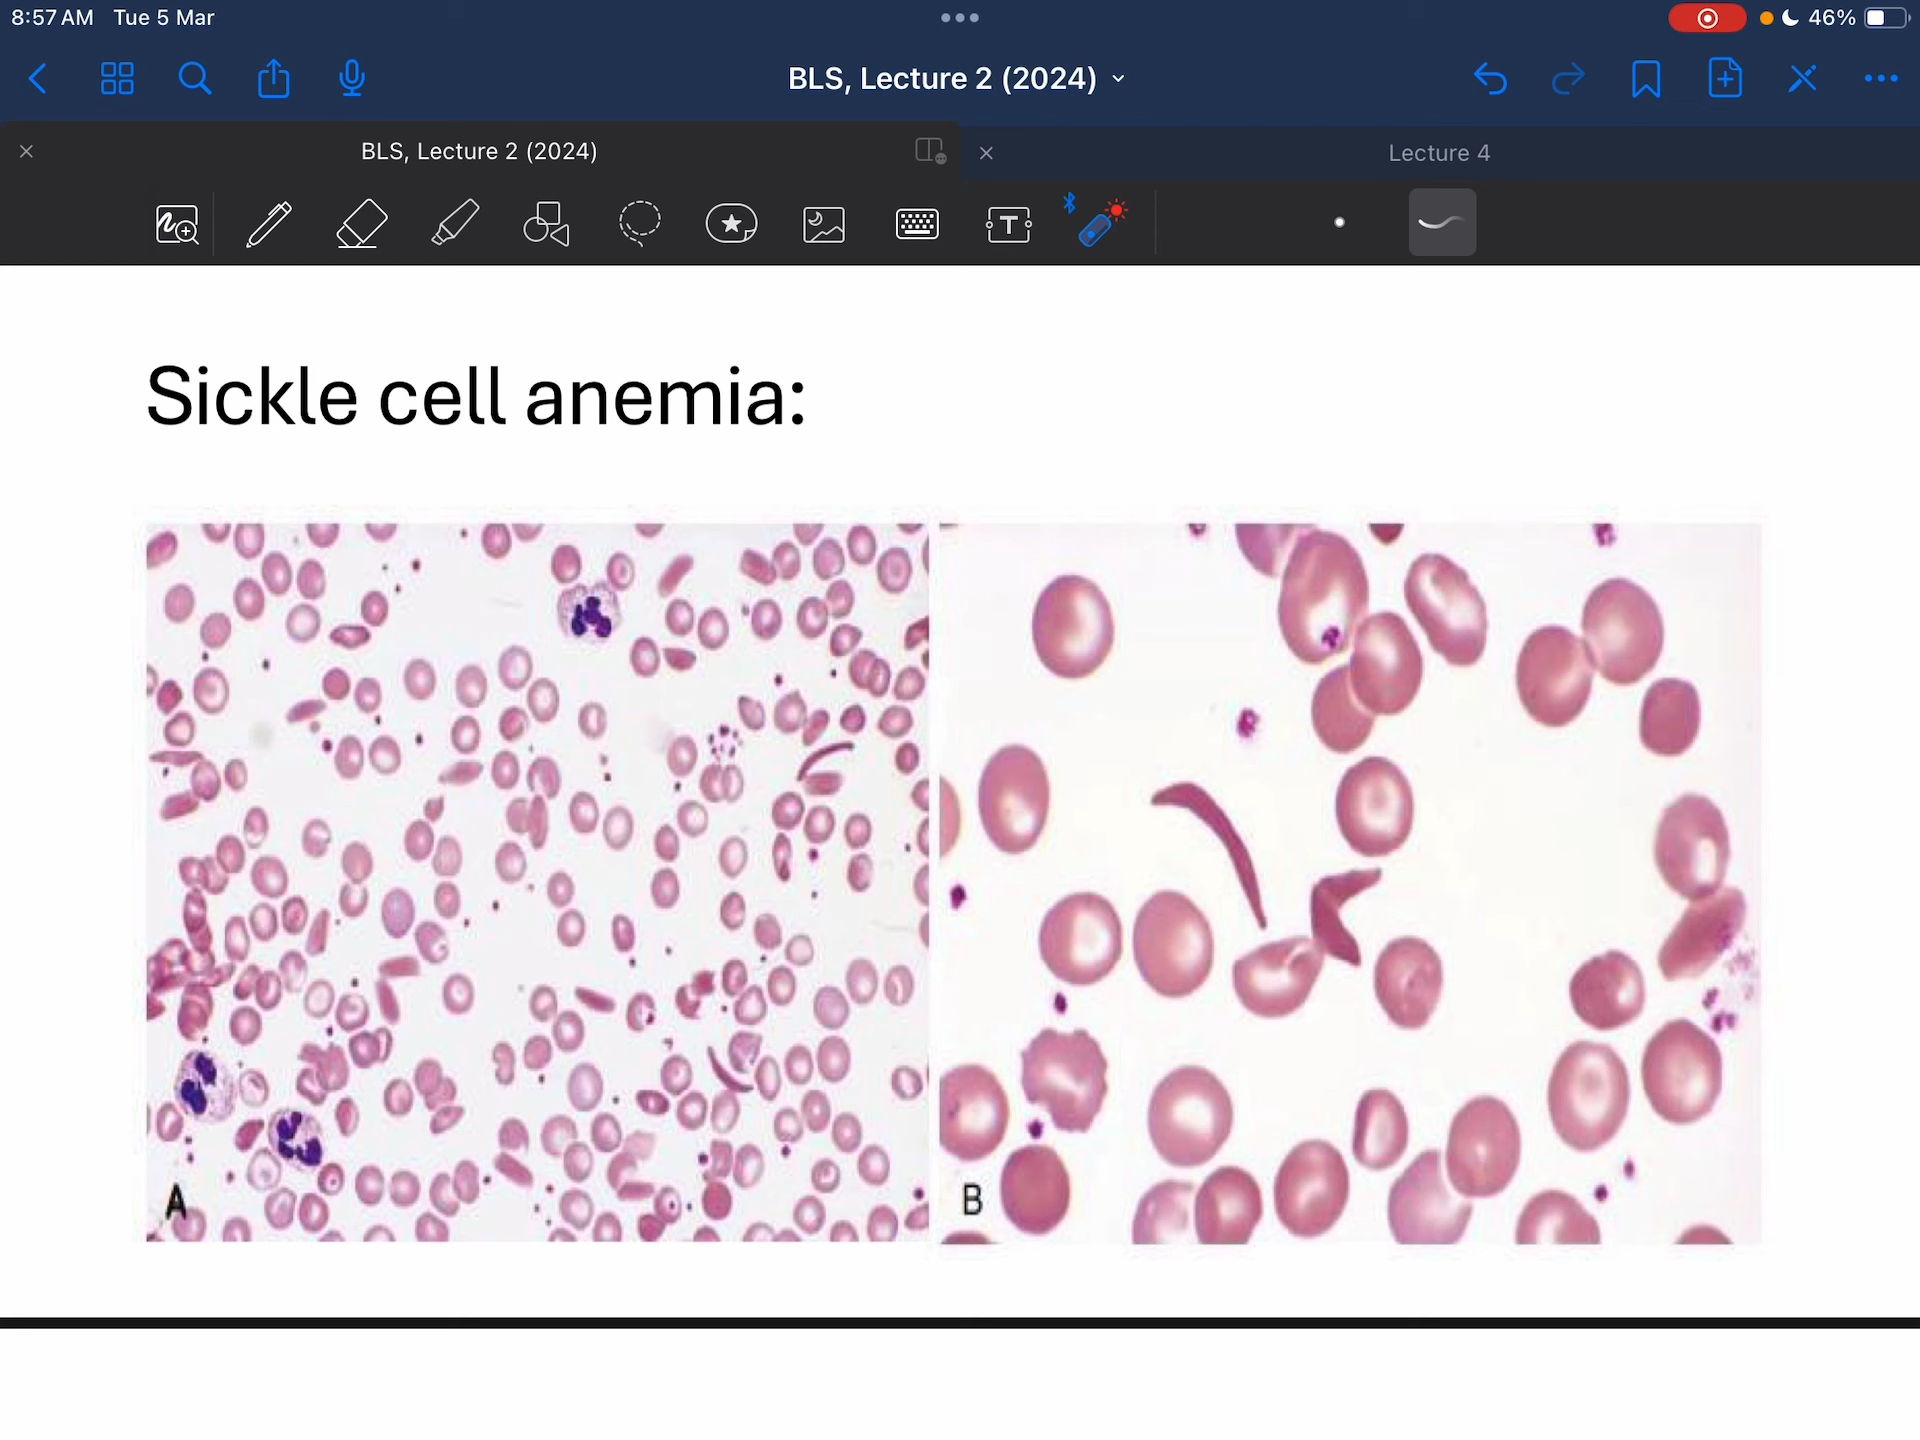 8:57 AM Tue 5 Mar
46%
BLS, Lecture 2 (2024)
BLS, Lecture 2 (2024)
Lecture 4
T
Sickle cell anemia:
A
B